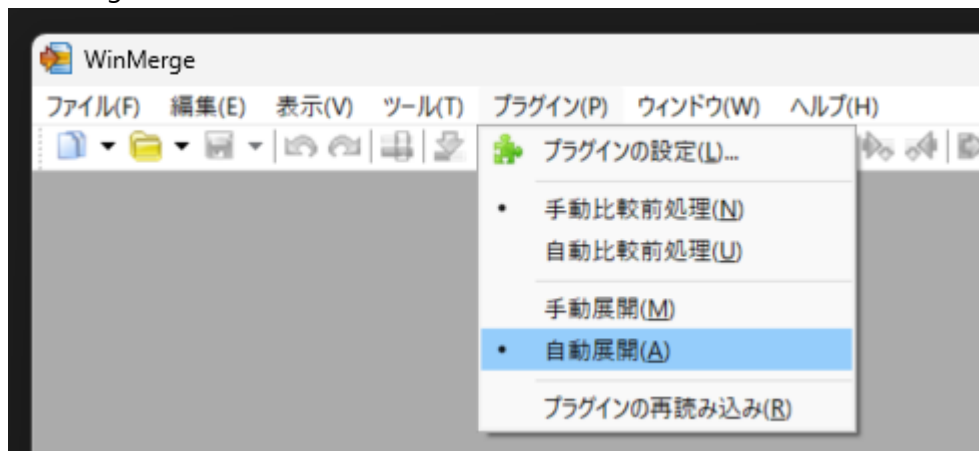 WinMerge
ファイル(F) 編集(E) 表示(V) ツール(T) プラグイン(P) ウィンドウ(W) ヘルプ(H)
プラグインの設定(L)...
手動比較前処理(N)
自動比較前処理(U)
手動展開(M)
自動展開(A)
プラグインの再読み込み(R)